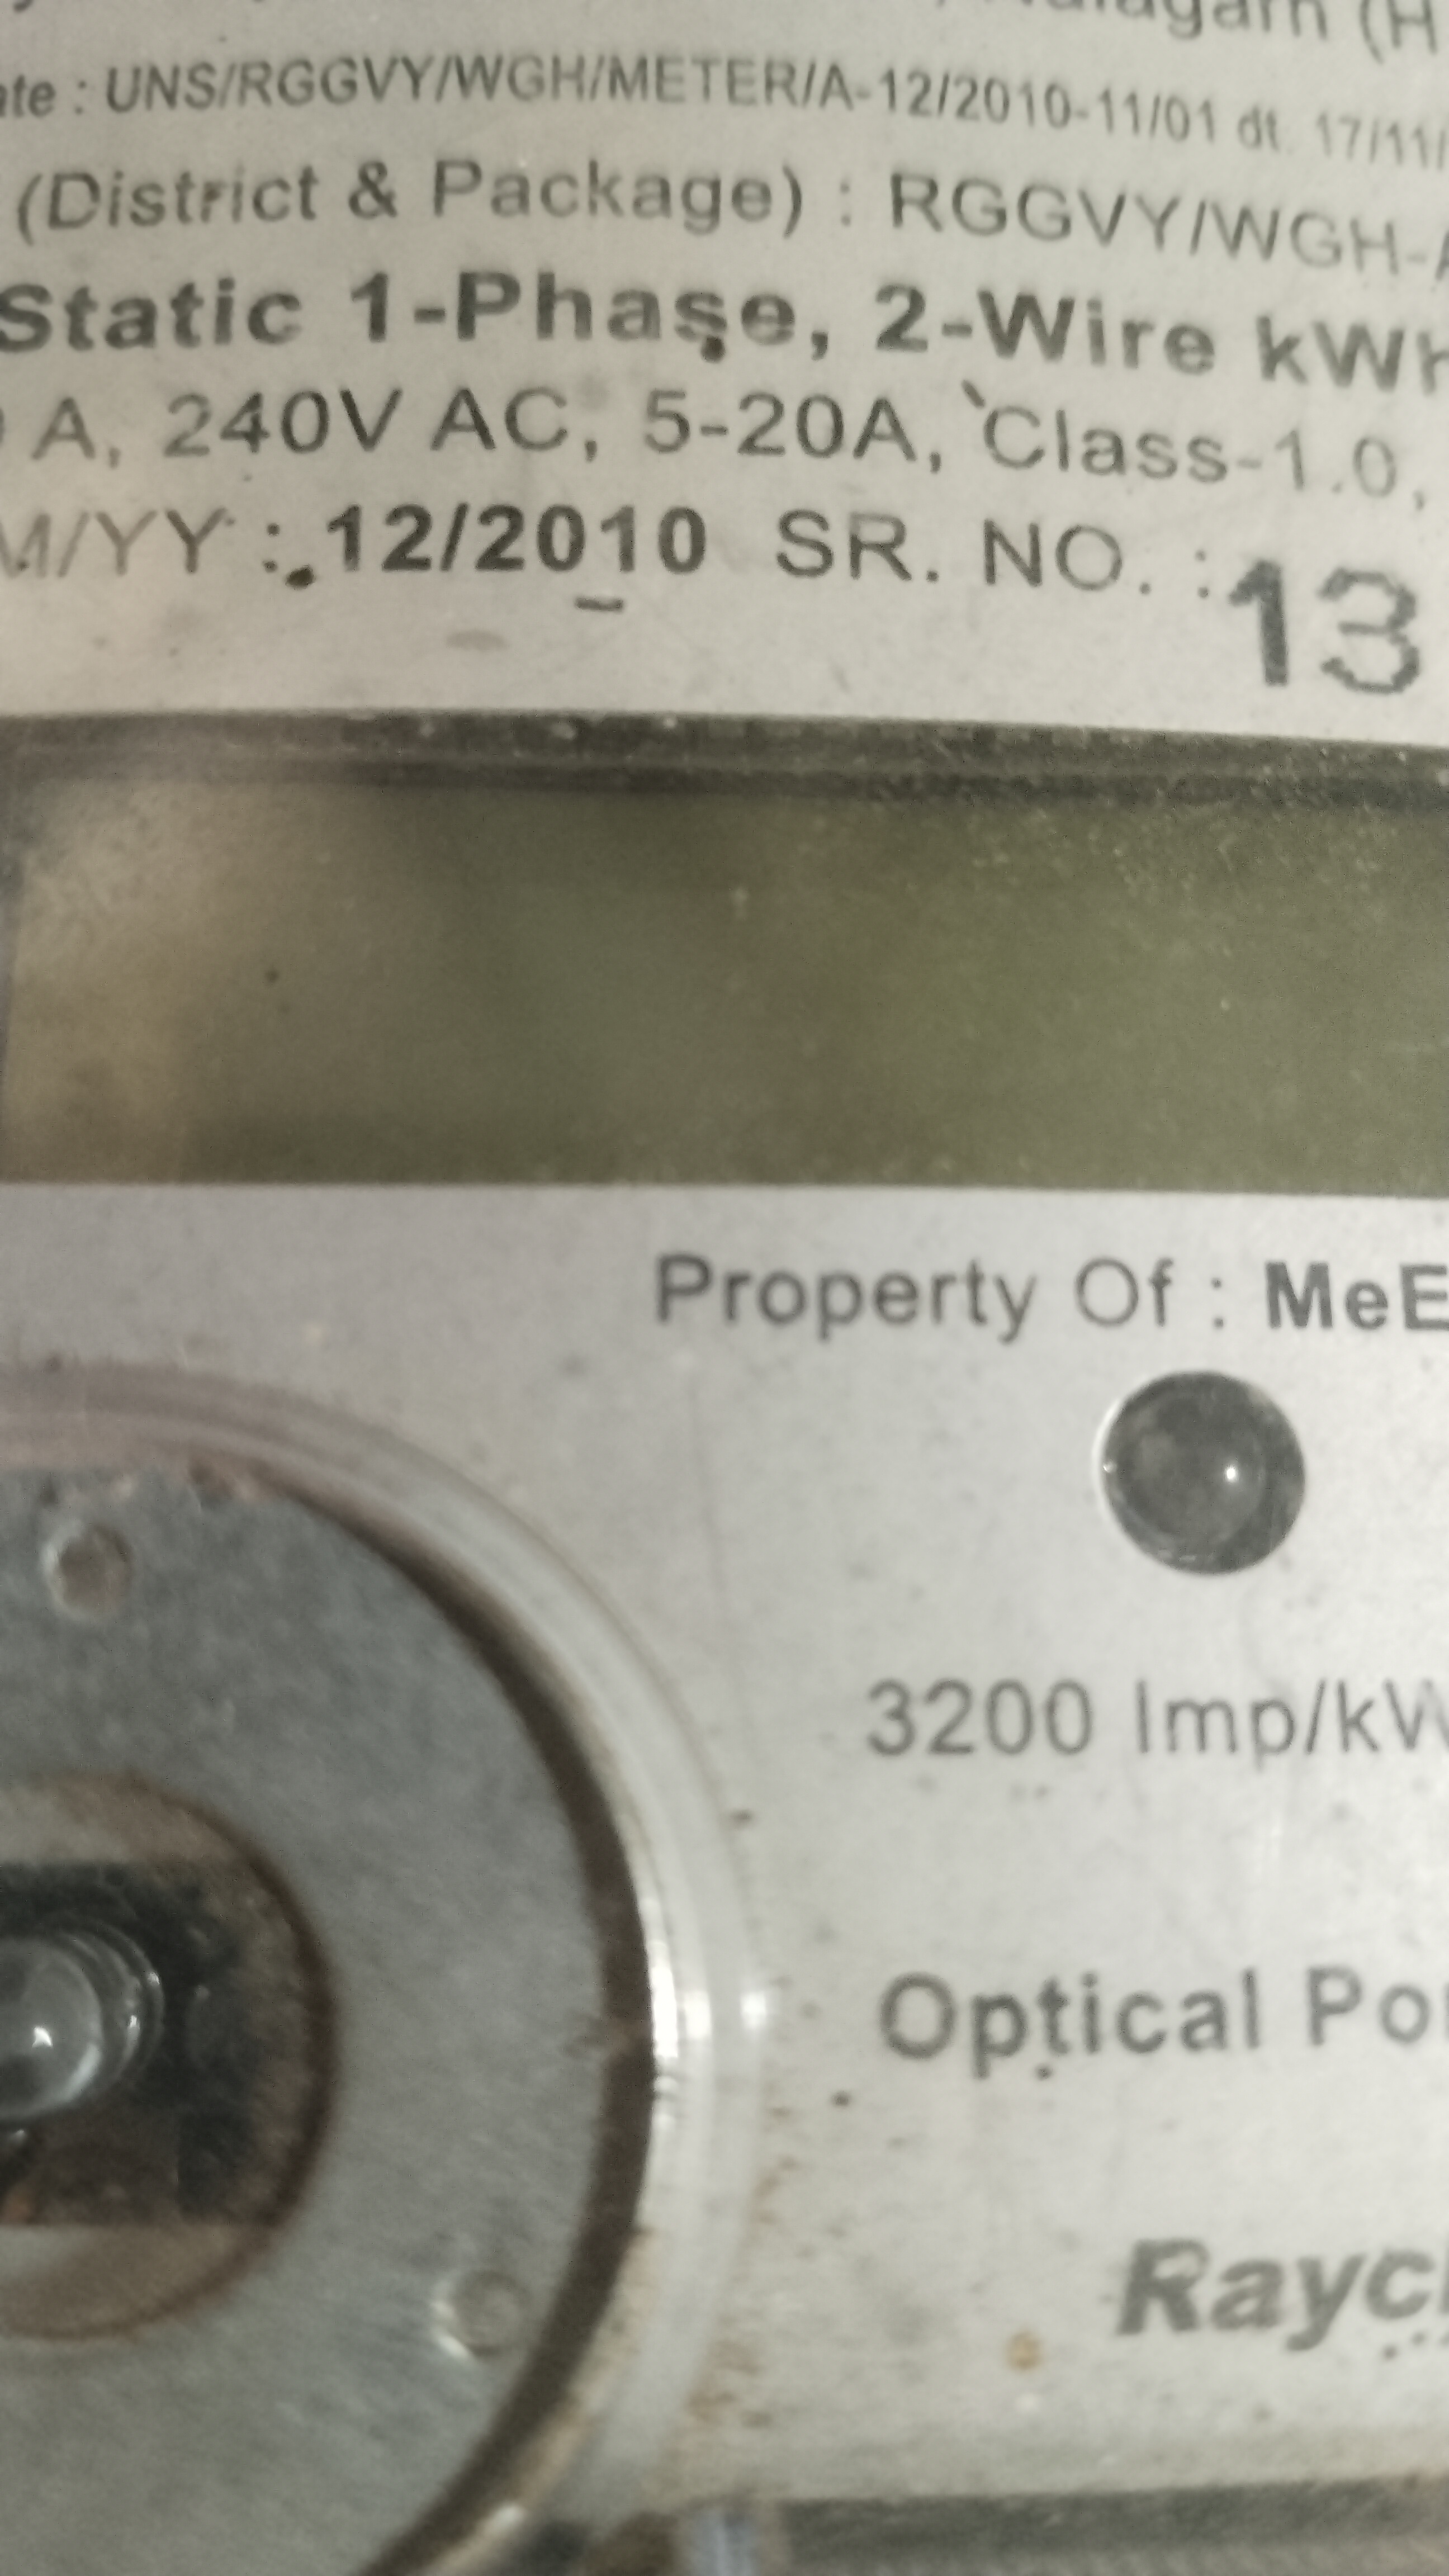 ate : UNS/RGGVY/WGH/METER/A-12/2010-11/01 dt. 17/11/
(District & Package) : RGGVY/WGH-A
Static 1-Phase, 2-Wire kWh
A, 240V AC, 5-20A, Class-1.0,
M/YY : 12/2010 SR. NO. : 13
Property Of : MeE
3200 Imp/kW
Optical Po
Rayc